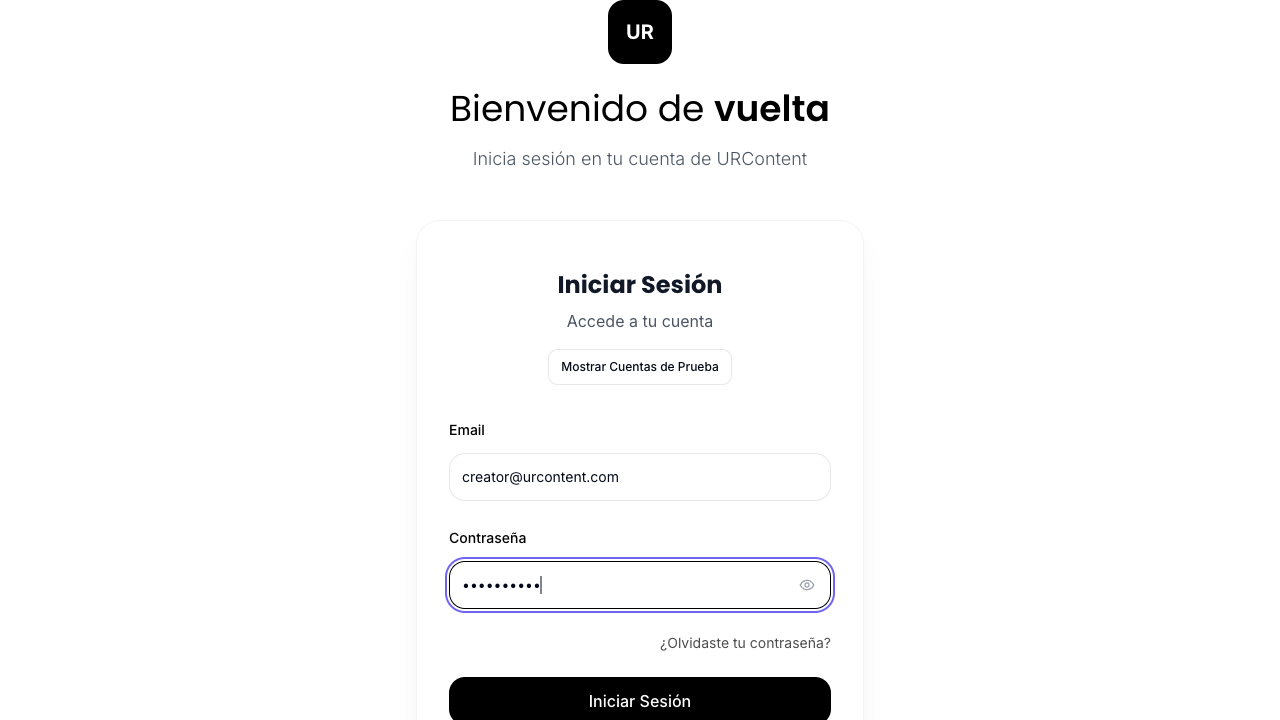 UR
Bienvenido de vuelta
Inicia sesión en tu cuenta de URContent
Iniciar Sesión
Accede a tu cuenta
Mostrar Cuentas de Prueba
Email
creator@urcontent.com
Contraseña
••••••••••
¿Olvidaste tu contraseña?
Iniciar Sesión